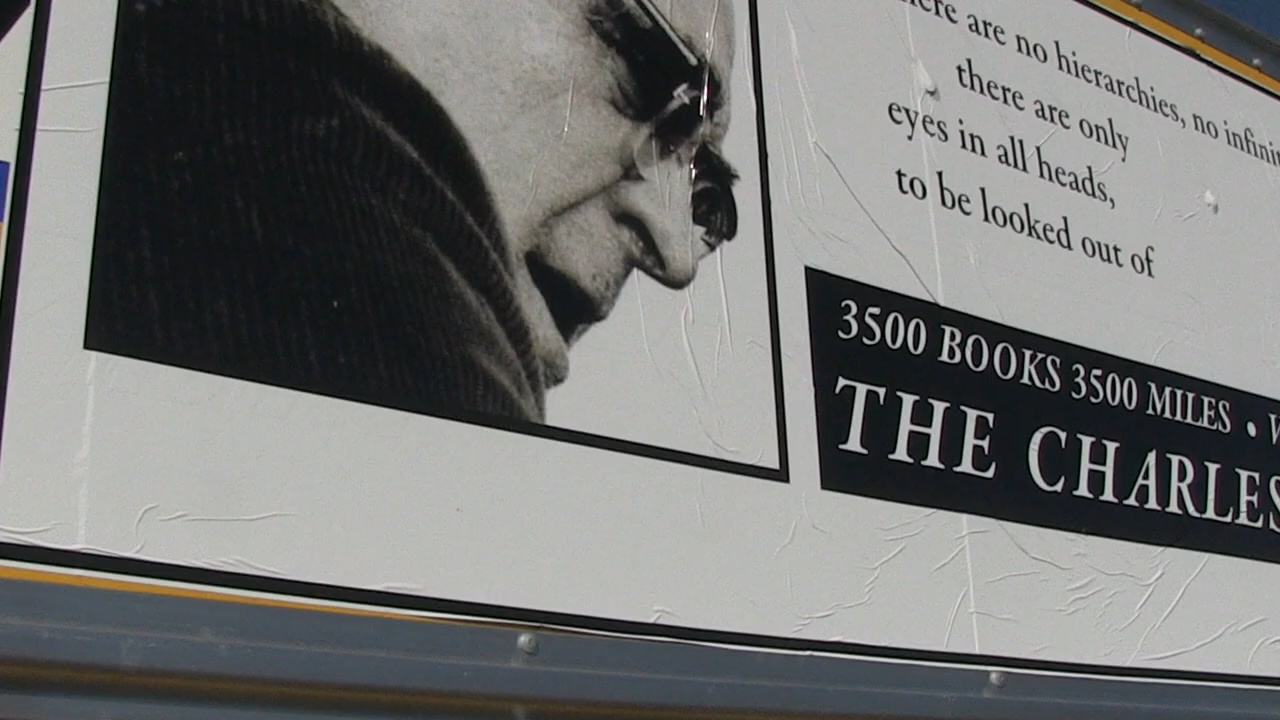 are no hierarchies, no
there are only
eyes in all heads,
to be looked out of
3500 BOOKS 3500 MILES •
THE CHARLES